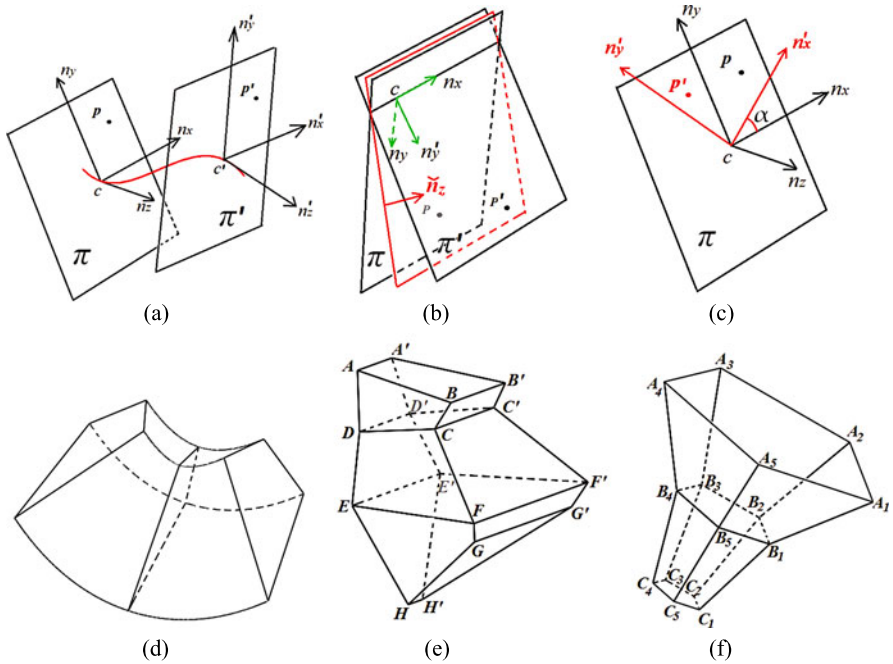 ny p c nx nz π
n'y p' n'x c' n'z π'
c nx ny n'y n̆z p p' π π'
n'y ny n'x p' p α nx c nz π
(a) (b) (c)
A A' B B' D D' C C' E E' F F' G G' H H'
A3 A4 A2 A5 A1 B3 B4 B2 B5 B1 C3 C4 C2 C5 C1
(d) (e) (f)